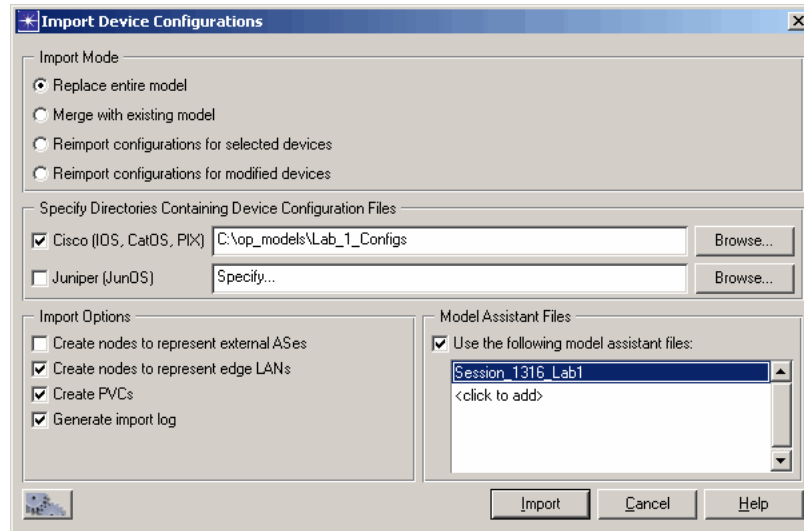 Import Device Configurations
Import Mode
Replace entire model
Merge with existing model
Reimport configurations for selected devices
Reimport configurations for modified devices
Specify Directories Containing Device Configuration Files
Cisco (IOS, CatOS, PIX) C:\op_models\Lab_1_Configs Browse...
Juniper (JunOS) Specify... Browse...
Import Options
Create nodes to represent external ASes
Create nodes to represent edge LANs
Create PVCs
Generate import log
Model Assistant Files
Use the following model assistant files:
Session_1316_Lab1
<click to add>
Import Cancel Help